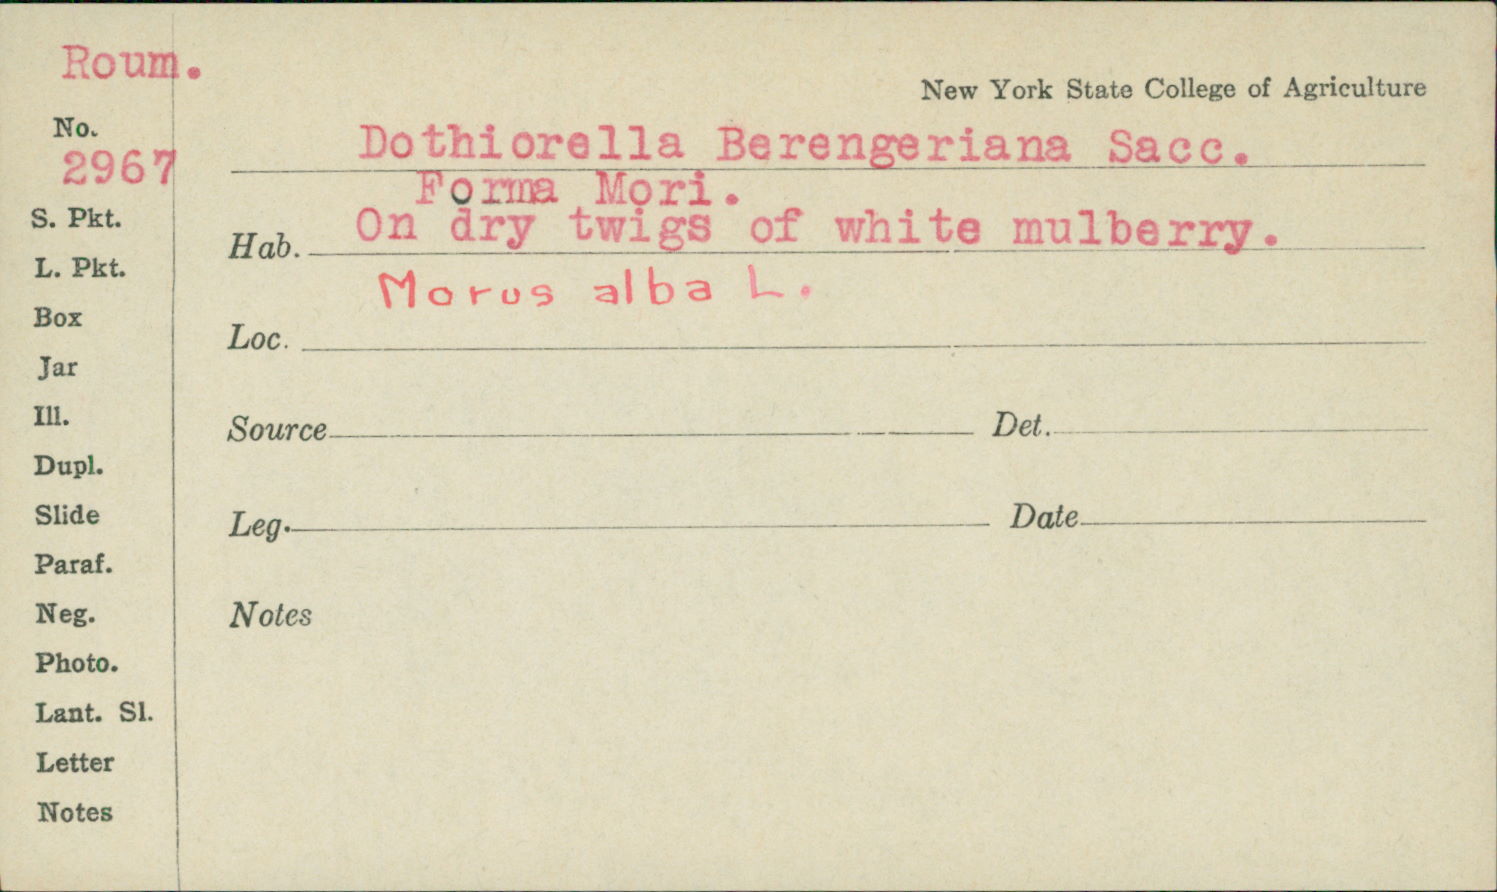 Roum.
New York State College of Agriculture
No.
2967
Dothiorella Berengeriana Sacc.
Forma Mori.
Hab. On dry twigs of white mulberry.
Morus alba L.
Loc.
Source Det.
Leg. Date
Notes
S. Pkt.
L. Pkt.
Box
Jar
Ill.
Dupl.
Slide
Paraf.
Neg.
Photo.
Lant. Sl.
Letter
Notes